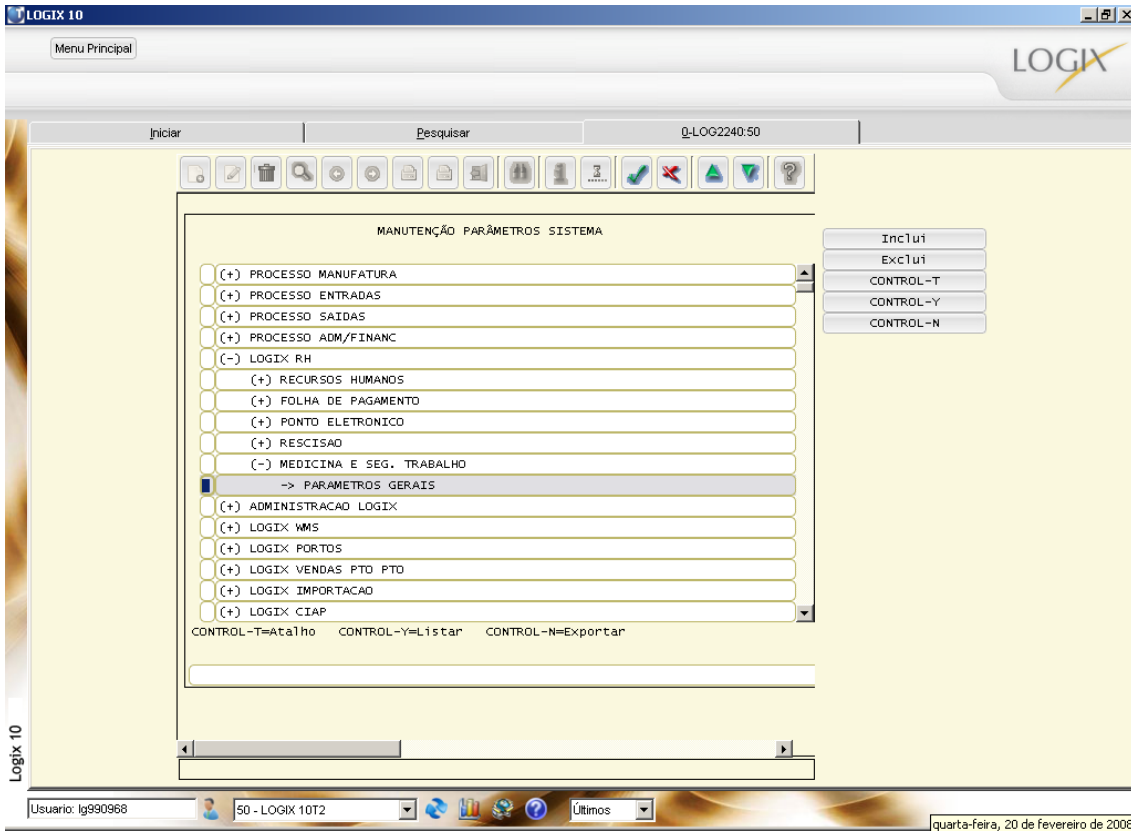 LOGIX 10
Menu Principal
LOGIX
Iniciar
Pesquisar
0-LOG2240:50
MANUTENÇÃO PARÂMETROS SISTEMA
(+) PROCESSO MANUFATURA
(+) PROCESSO ENTRADAS
(+) PROCESSO SAIDAS
(+) PROCESSO ADM/FINANC
(-) LOGIX RH
(+) RECURSOS HUMANOS
(+) FOLHA DE PAGAMENTO
(+) PONTO ELETRONICO
(+) RESCISAO
(-) MEDICINA E SEG. TRABALHO
-> PARAMETROS GERAIS
(+) ADMINISTRACAO LOGIX
(+) LOGIX WMS
(+) LOGIX PORTOS
(+) LOGIX VENDAS PTO PTO
(+) LOGIX IMPORTACAO
(+) LOGIX CIAP
CONTROL-T=Atalho CONTROL-Y=Listar CONTROL-N=Exportar
Inclui
Exclui
CONTROL-T
CONTROL-Y
CONTROL-N
Logix 10
Usuario: lg990968
50 - LOGIX 10T2
Últimos
quarta-feira, 20 de fevereiro de 2008